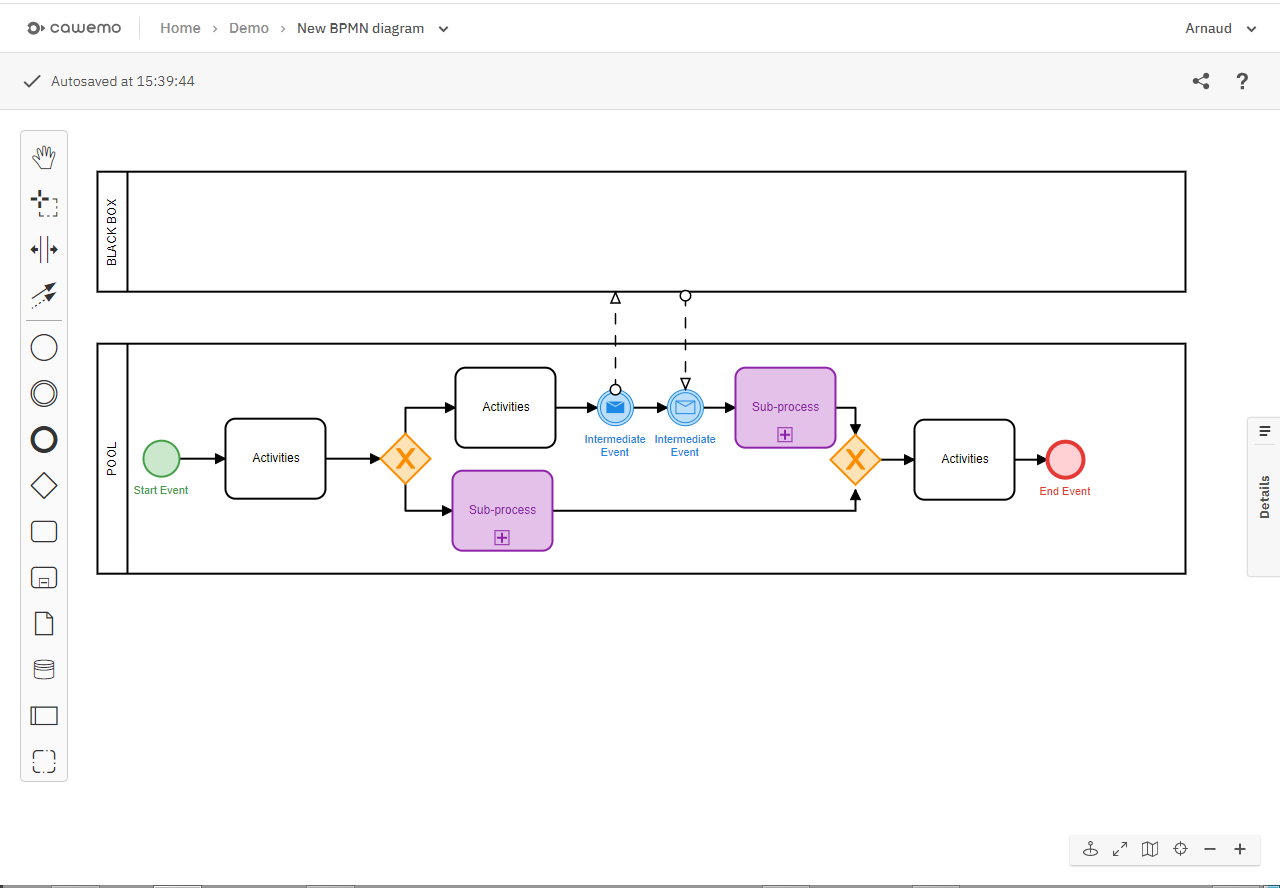 cawemo
Home › Demo › New BPMN diagram
Arnaud
Autosaved at 15:39:44
?
BLACK BOX
POOL
Start Event
Activities
X
Activities
Intermediate
Event
Intermediate
Event
Sub-process
Sub-process
X
Activities
End Event
Details